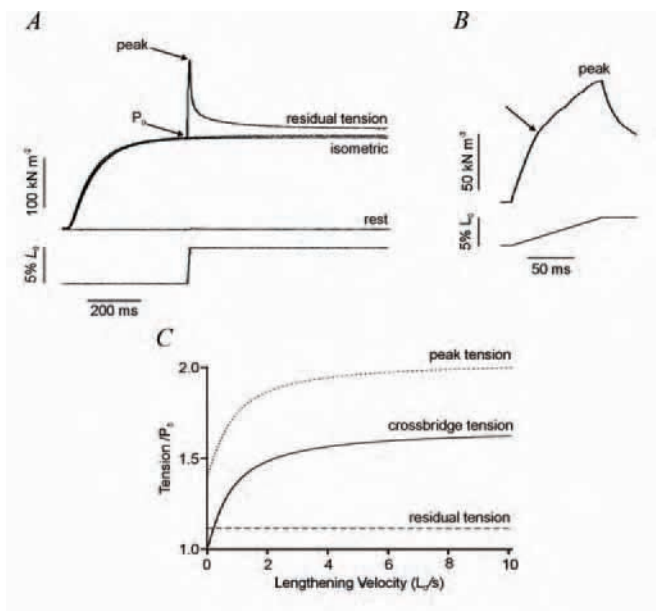 A
peak
P₀
residual tension
isometric
100 kN m⁻²
rest
5% L₀
200 ms
B
peak
50 kN m⁻²
5% L₀
50 ms
C
2.0
peak tension
crossbridge tension
Tension /P₀
1.5
residual tension
1.0
0 2 4 6 8 10
Lengthening Velocity (L₀/s)